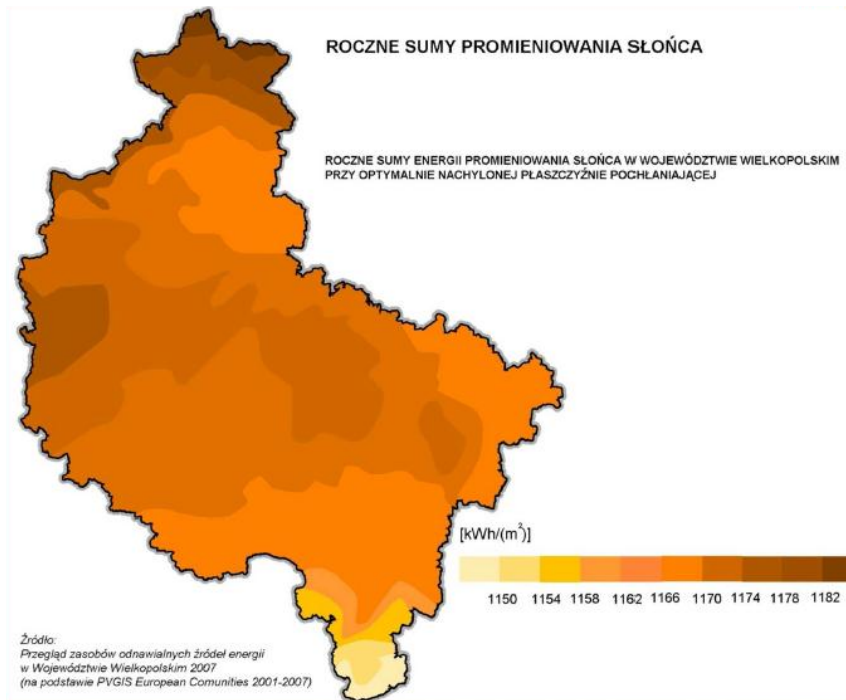 ROCZNE SUMY PROMIENIOWANIA SŁOŃCA
ROCZNE SUMY ENERGII PROMIENIOWANIA SŁOŃCA W WOJEWÓDZTWIE WIELKOPOLSKIM
PRZY OPTYMALNIE NACHYLONEJ PŁASZCZYŹNIE POCHŁANIAJĄCEJ
[kWh/(m²)]
1150 1154 1158 1162 1166 1170 1174 1178 1182
Źródło:
Przegląd zasobów odnawialnych źródeł energii
w Województwie Wielkopolskim 2007
(na podstawie PVGIS European Comunities 2001-2007)